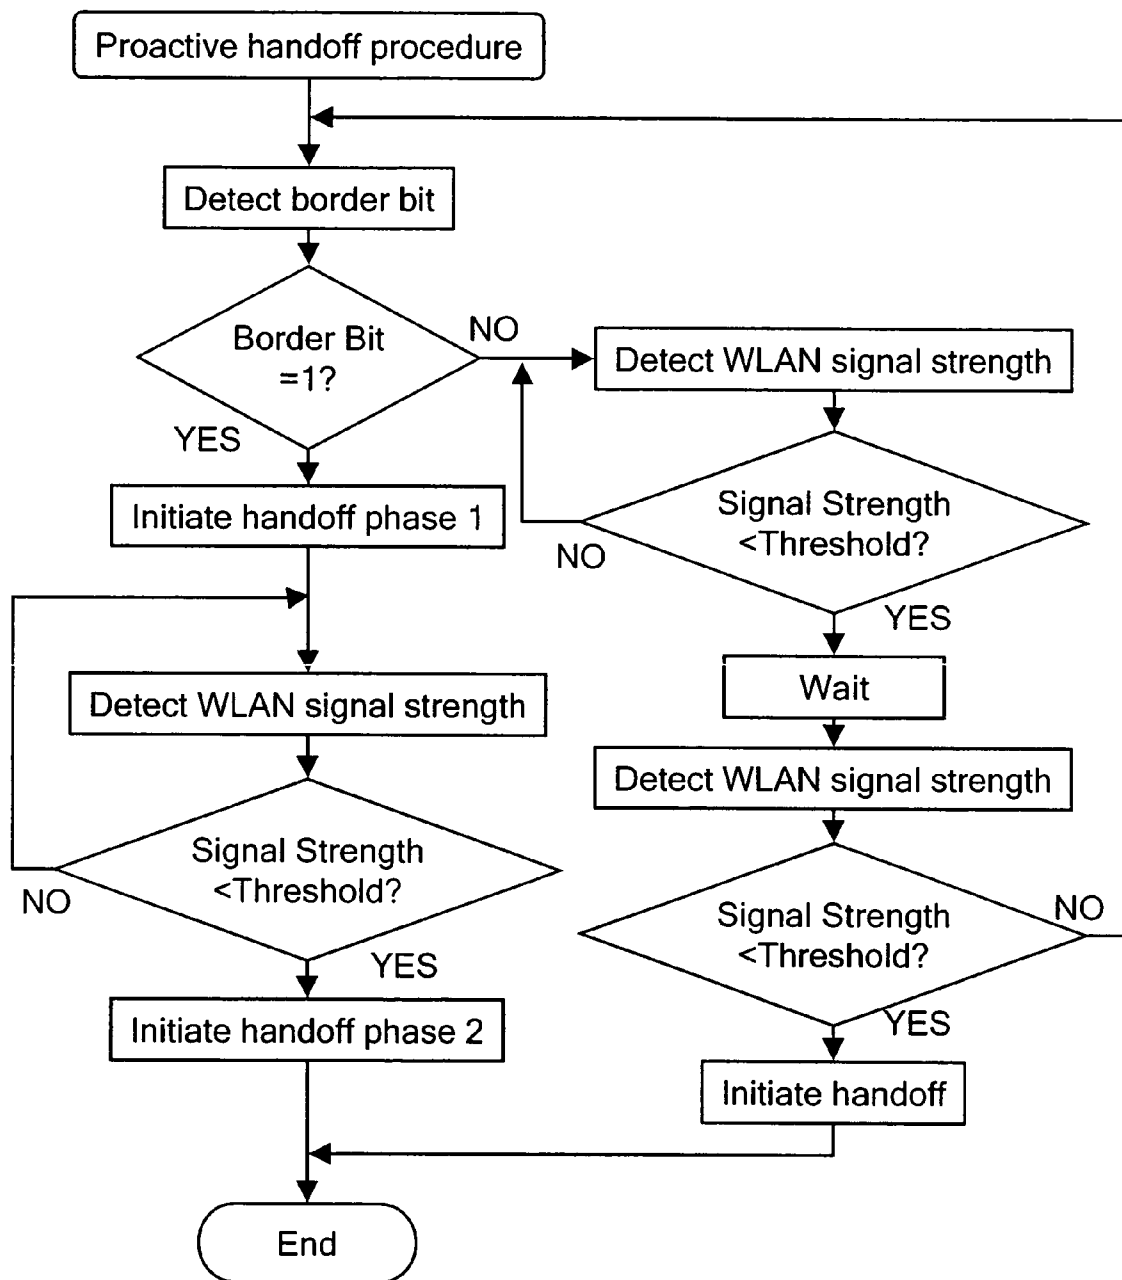 Proactive handoff procedure
Detect border bit
Border Bit
=1?
NO
YES
Detect WLAN signal strength
Signal Strength
<Threshold?
NO
YES
Initiate handoff phase 1
Wait
Detect WLAN signal strength
Detect WLAN signal strength
Signal Strength
<Threshold?
NO
YES
Signal Strength
<Threshold?
NO
YES
Initiate handoff phase 2
Initiate handoff
End